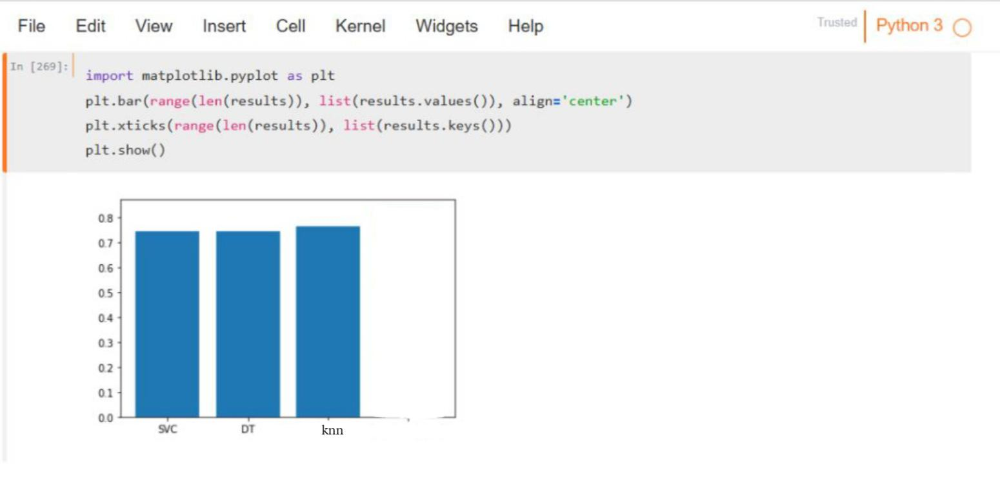 File Edit View Insert Cell Kernel Widgets Help Trusted Python 3
In [269]:
import matplotlib.pyplot as plt
plt.bar(range(len(results)), list(results.values()), align='center')
plt.xticks(range(len(results)), list(results.keys()))
plt.show()
0.8
0.7
0.6
0.5
0.4
0.3
0.2
0.1
0.0
SVC DT knn